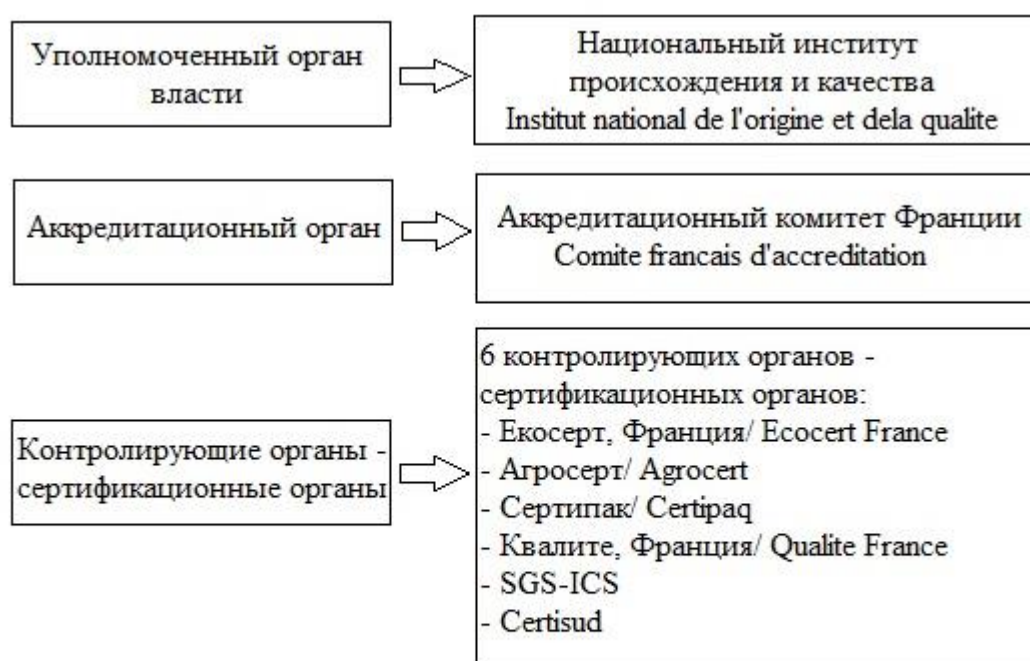 Уполномоченный орган
власти
Национальный институт
происхождения и качества
Institut national de l'origine et dela qualite
Аккредитационный орган
Аккредитационный комитет Франции
Comite francais d'accreditation
Контролирующие органы -
сертификационные органы
6 контролирующих органов -
сертификационных органов:
- Екосерт, Франция/ Ecocert France
- Агросерт/ Agrocert
- Сертипак/ Certipaq
- Квалите, Франция/ Qualite France
- SGS-ICS
- Certisud